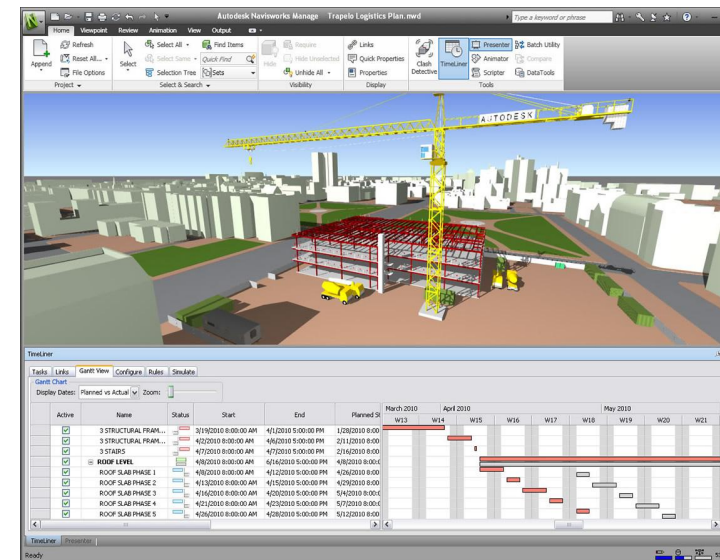 Autodesk Navisworks Manage Trapelo Logistics Plan.nwd
Type a keyword or phrase
Home Viewpoint Review Animation View Output
Append
Refresh
Reset All...
File Options
Project
Select
Select All
Select Same
Selection Tree
Find Items
Quick Find
Sets
Select & Search
Hide
Require
Hide Unselected
Unhide All
Visibility
Links
Quick Properties
Properties
Display
Clash Detective
TimeLiner
Presenter
Animator
Scripter
Batch Utility
Compare
DataTools
Tools
AUTODESK
TimeLiner
Tasks Links Gantt View Configure Rules Simulate
Gantt Chart
Display Dates: Planned vs Actual Zoom:
Active Name Status Start End Planned St
March 2010 April 2010 May 2010
W13 W14 W15 W16 W17 W18 W19 W20 W21
3 STRUCTURAL FRAM... 3/19/2010 8:00:00 AM 4/1/2010 5:00:00 PM 1/28/2010 8:00
3 STRUCTURAL FRAM... 4/2/2010 8:00:00 AM 4/6/2010 5:00:00 PM 2/11/2010 8:00
3 STAIRS 4/7/2010 8:00:00 AM 4/7/2010 5:00:00 PM 2/16/2010 8:00
ROOF LEVEL 4/8/2010 8:00:00 AM 6/16/2010 5:00:00 PM 4/8/2010 8:00:0
ROOF SLAB PHASE 1 4/8/2010 8:00:00 AM 4/12/2010 5:00:00 PM 4/26/2010 8:00
ROOF SLAB PHASE 2 4/13/2010 8:00:00 AM 4/15/2010 5:00:00 PM 4/29/2010 8:00
ROOF SLAB PHASE 3 4/16/2010 8:00:00 AM 4/20/2010 5:00:00 PM 5/4/2010 8:00:0
ROOF SLAB PHASE 4 4/21/2010 8:00:00 AM 4/23/2010 5:00:00 PM 5/7/2010 8:00:0
ROOF SLAB PHASE 5 4/26/2010 8:00:00 AM 4/28/2010 5:00:00 PM 5/12/2010 8:00
TimeLiner Presenter
Ready